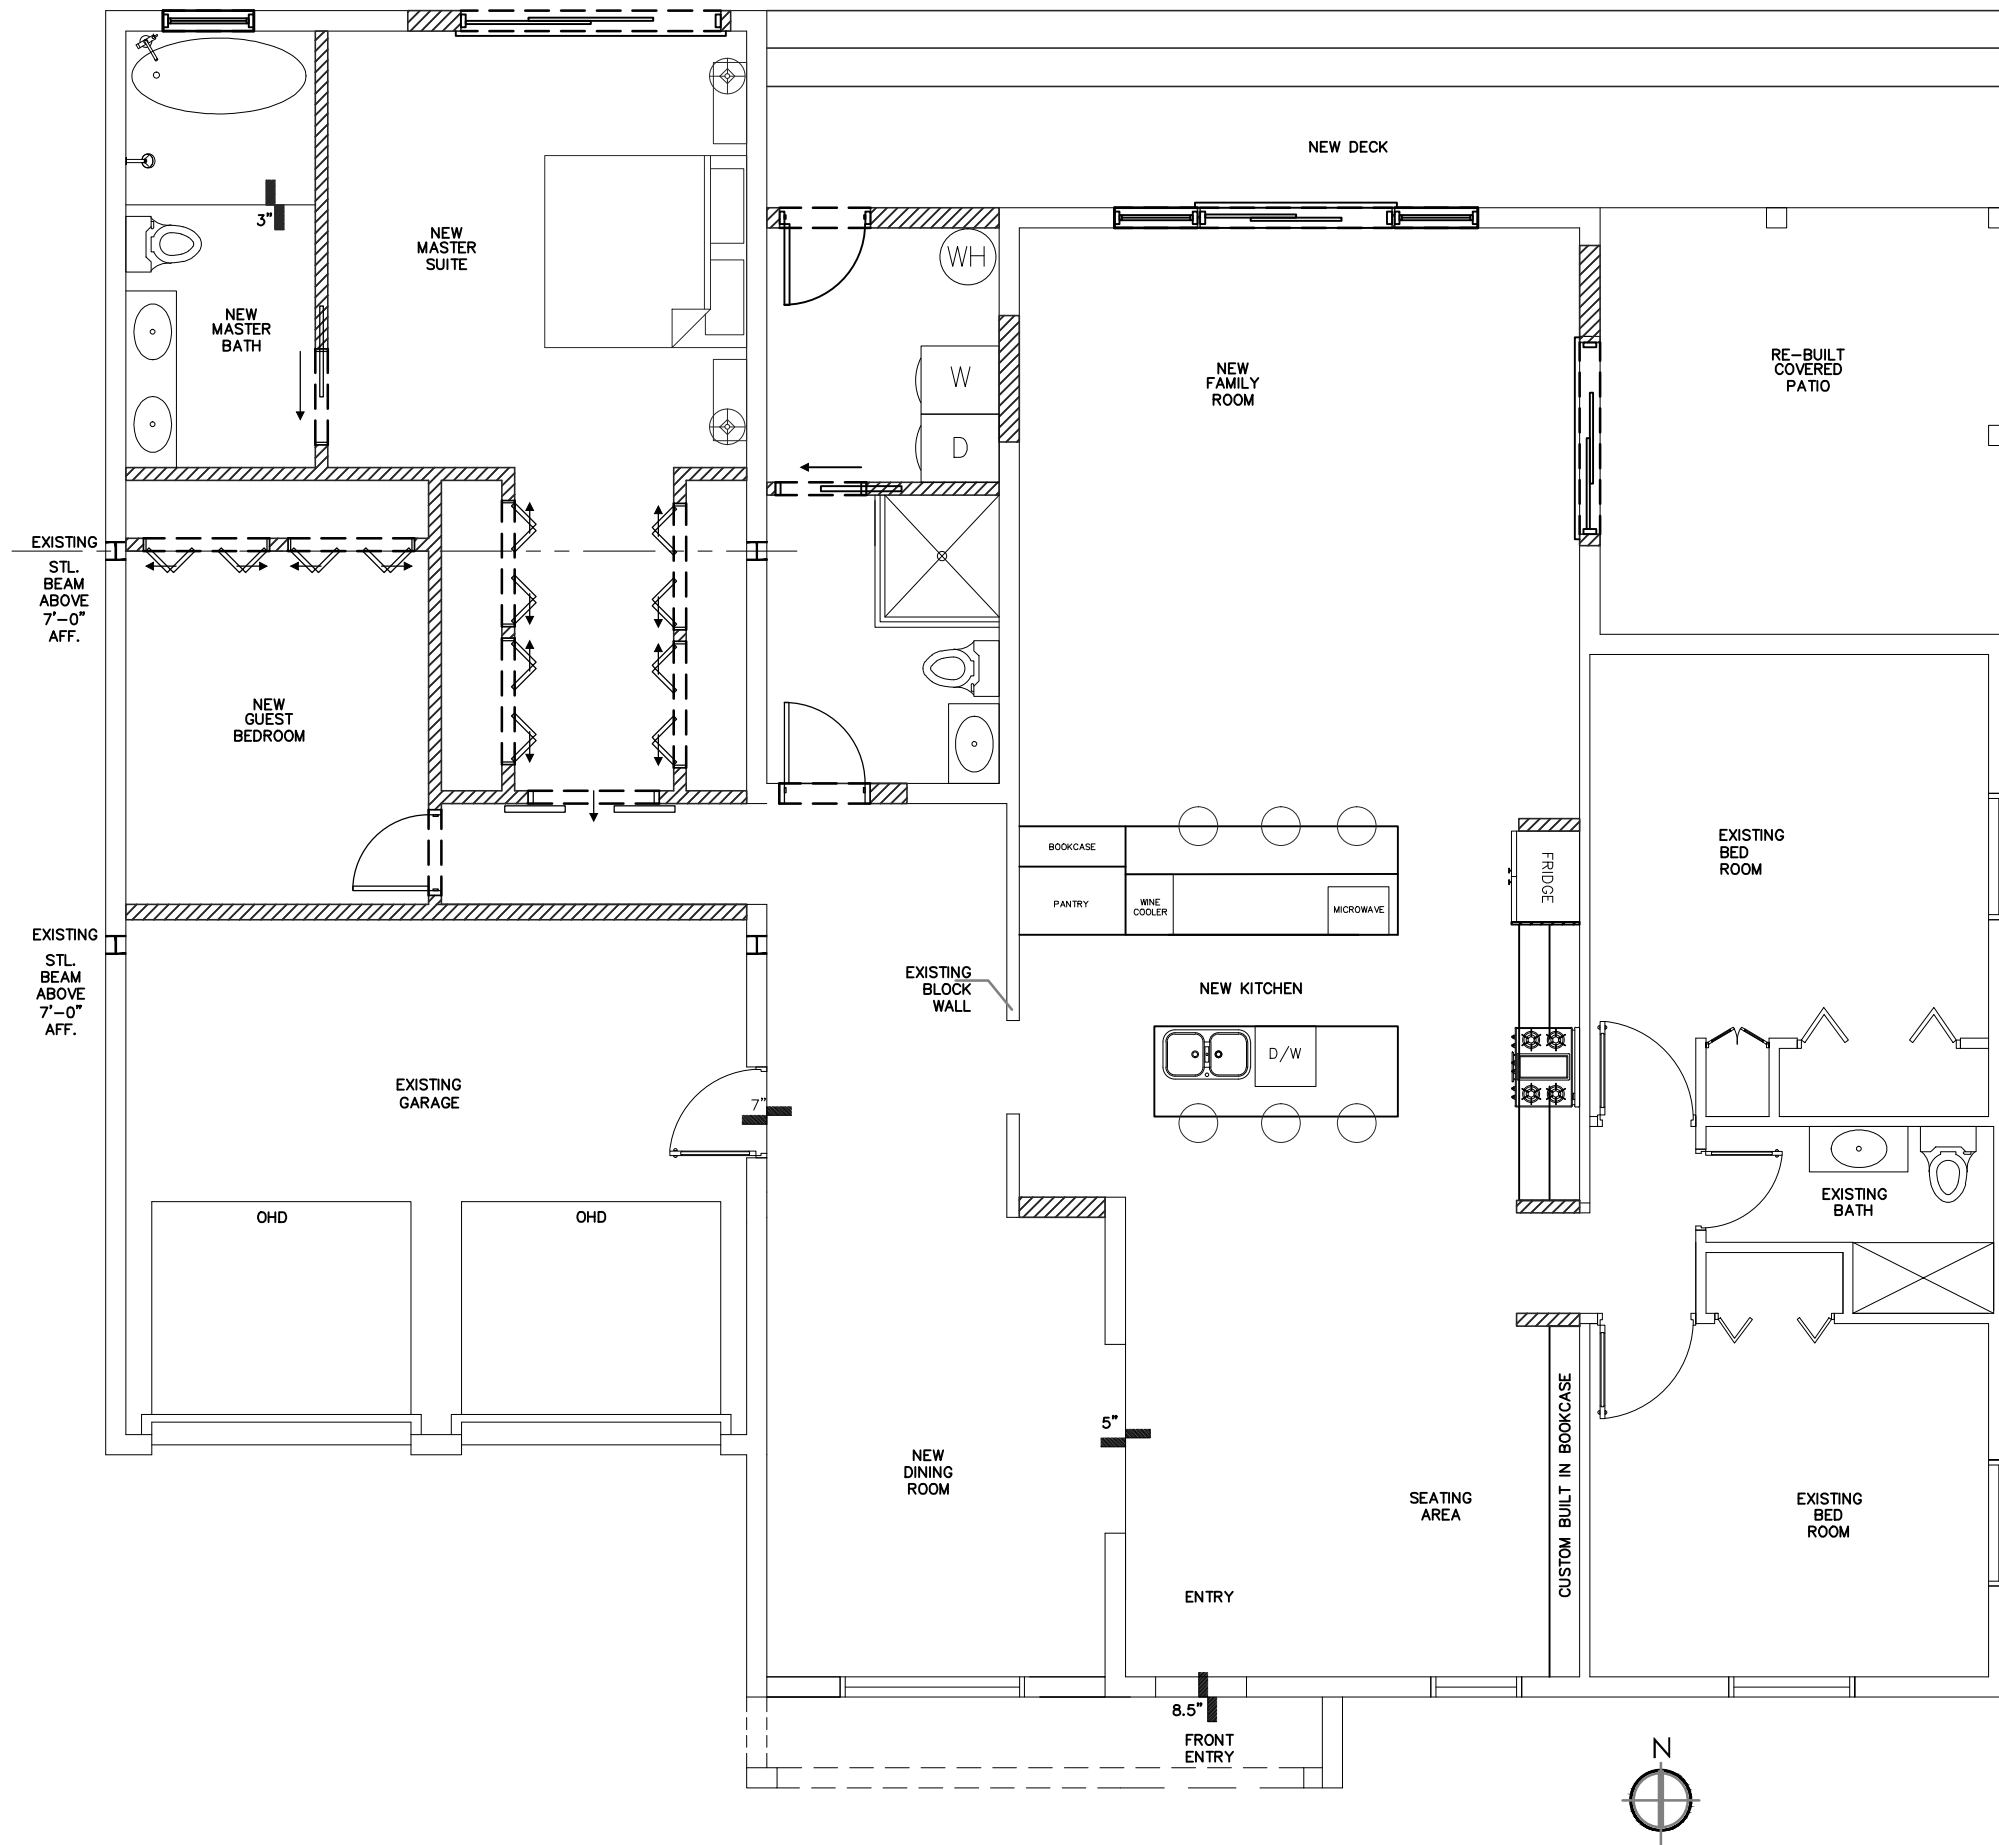 NEW DECK
3"
NEW
MASTER
SUITE
WH
NEW
MASTER
BATH
W
D
NEW
FAMILY
ROOM
RE-BUILT
COVERED
PATIO
EXISTING
STL.
BEAM
ABOVE
7'-0"
AFF.
NEW
GUEST
BEDROOM
BOOKCASE
PANTRY
WINE
COOLER
MICROWAVE
FRIDGE
EXISTING
BED
ROOM
EXISTING
STL.
BEAM
ABOVE
7'-0"
AFF.
EXISTING
BLOCK
WALL
NEW KITCHEN
D/W
EXISTING
GARAGE
7"
OHD
OHD
EXISTING
BATH
5"
NEW
DINING
ROOM
SEATING
AREA
CUSTOM BUILT IN BOOKCASE
EXISTING
BED
ROOM
ENTRY
8.5"
FRONT
ENTRY
N